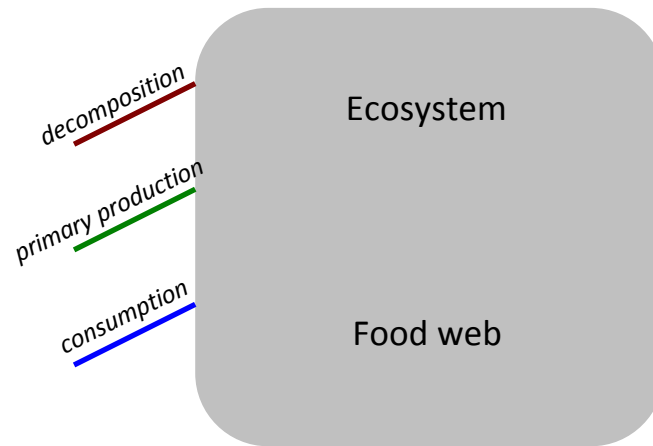 decomposition
Ecosystem
primary production
consumption
Food web